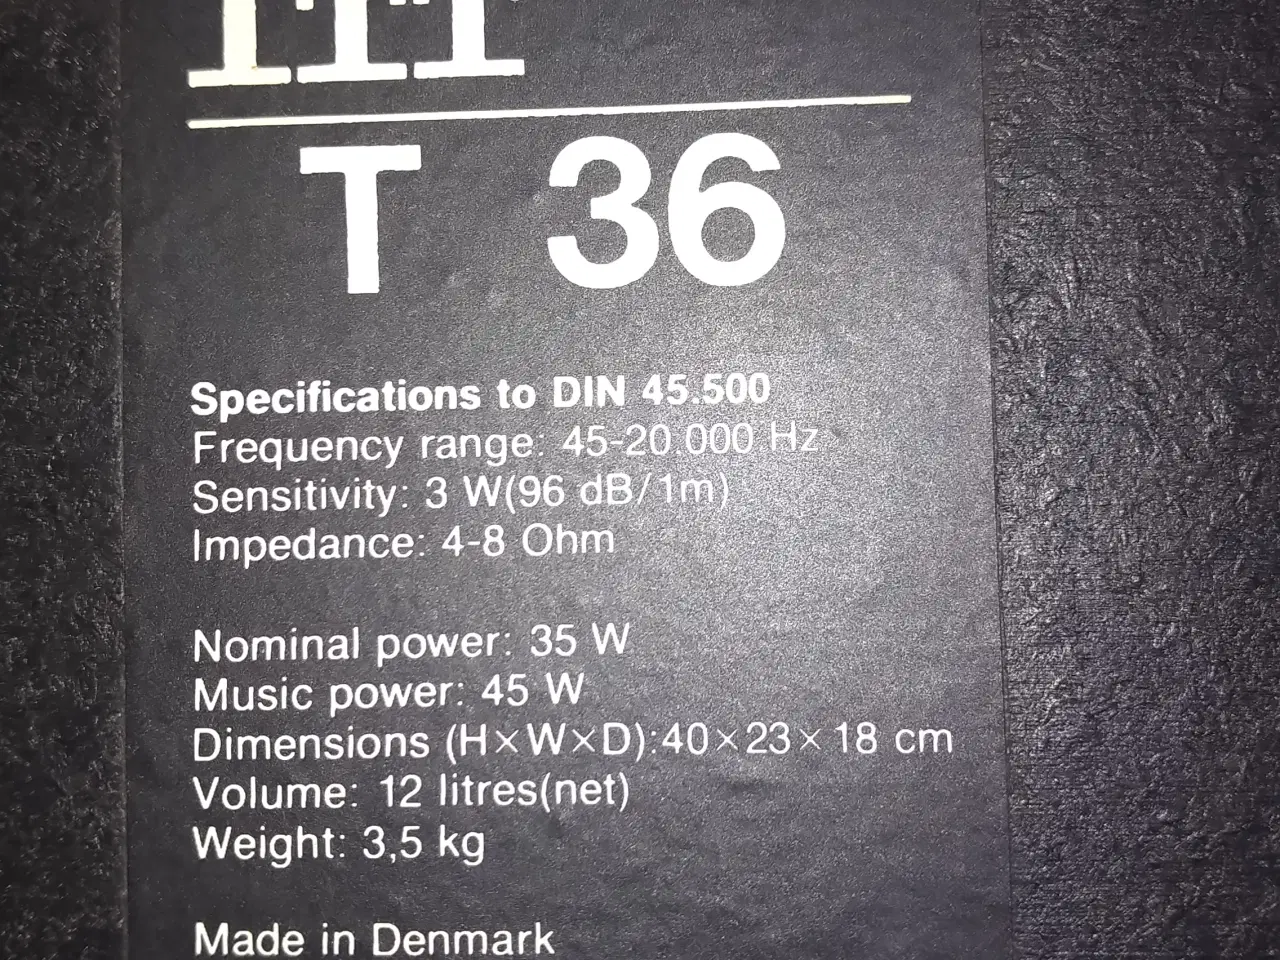 T 36
Specifications to DIN 45.500
Frequency range: 45-20.000 Hz
Sensitivity: 3 W(96 dB/1m)
Impedance: 4-8 Ohm
Nominal power: 35 W
Music power: 45 W
Dimensions (H×W×D):40×23×18 cm
Volume: 12 litres(net)
Weight: 3,5 kg
Made in Denmark